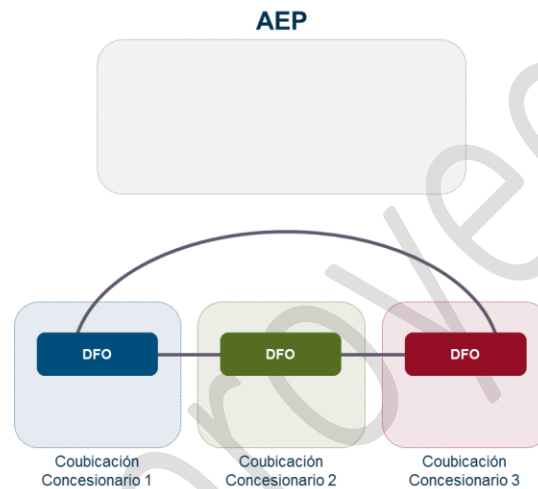 AEP
DFO
DFO
DFO
Coubicación
Concesionario 1
Coubicación
Concesionario 2
Coubicación
Concesionario 3